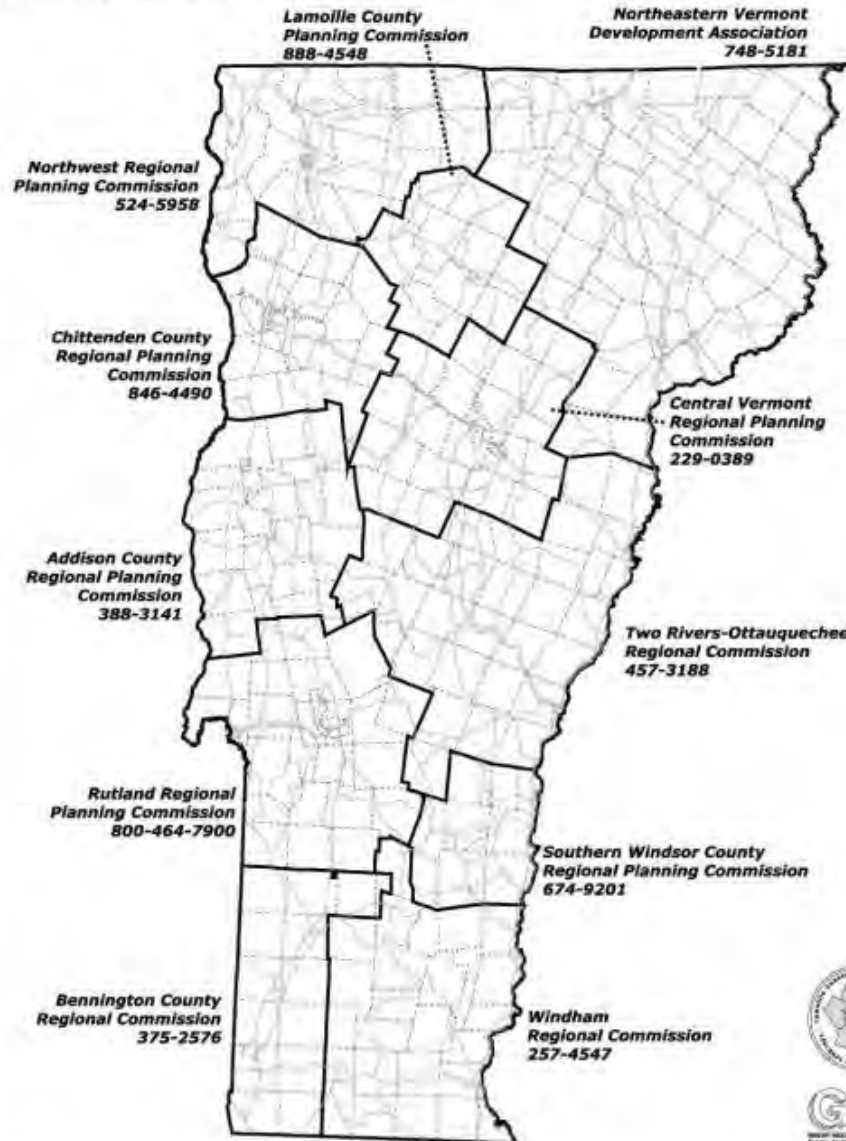 Lamoille County
Planning Commission
888-4548
Northeastern Vermont
Development Association
748-5181
Northwest Regional
Planning Commission
524-5958
Chittenden County
Regional Planning
Commission
846-4490
Central Vermont
Regional Planning
Commission
229-0389
Addison County
Regional Planning
Commission
388-3141
Two Rivers-Ottauquechee
Regional Commission
457-3188
Rutland Regional
Planning Commission
800-464-7900
Southern Windsor County
Regional Planning Commission
674-9201
Bennington County
Regional Commission
375-2576
Windham
Regional Commission
257-4547